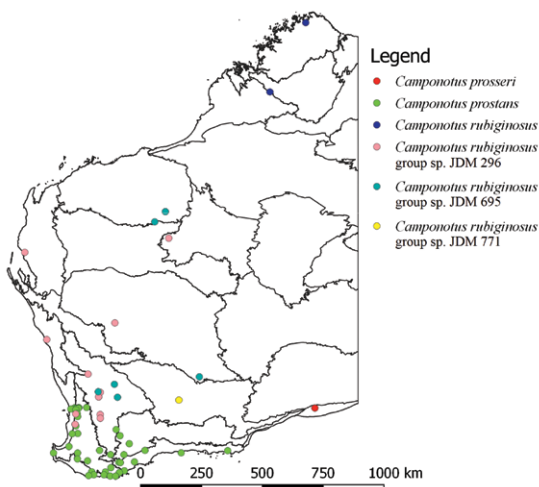 Legend
Camponotus prosseri
Camponotus prostans
Camponotus rubiginosus
Camponotus rubiginosus
group sp. JDM 296
Camponotus rubiginosus
group sp. JDM 695
Camponotus rubiginosus
group sp. JDM 771
0 250 500 750 1000 km